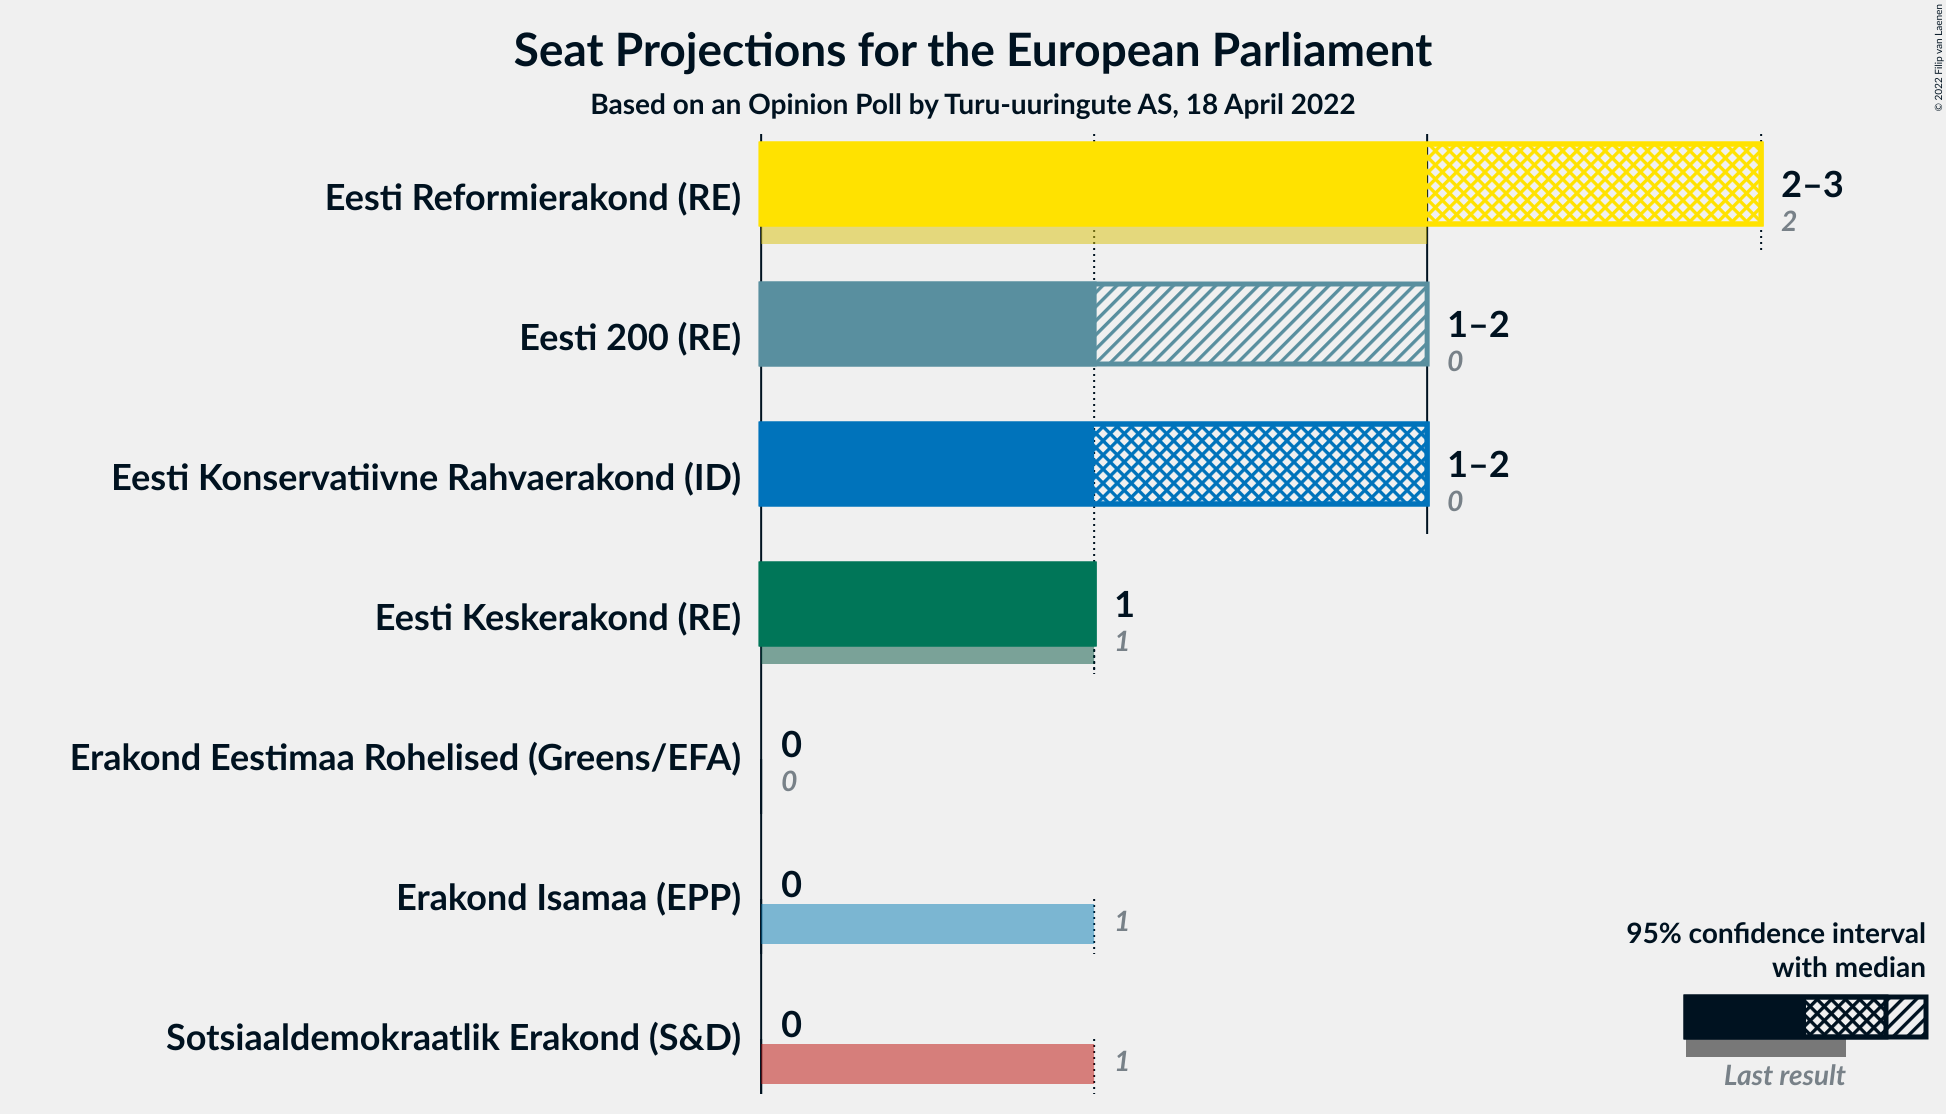 Seat Projections for the European Parliament
Based on an Opinion Poll by Turu-uuringute AS, 18 April 2022
© 2022 Filip van Laenen
Eesti Reformierakond (RE)
2–3
2
Eesti 200 (RE)
1–2
0
Eesti Konservatiivne Rahvaerakond (ID)
1–2
0
Eesti Keskerakond (RE)
1
1
Erakond Eestimaa Rohelised (Greens/EFA)
0
0
Erakond Isamaa (EPP)
0
1
Sotsiaaldemokraatlik Erakond (S&D)
0
1
95% confidence interval
with median
Last result